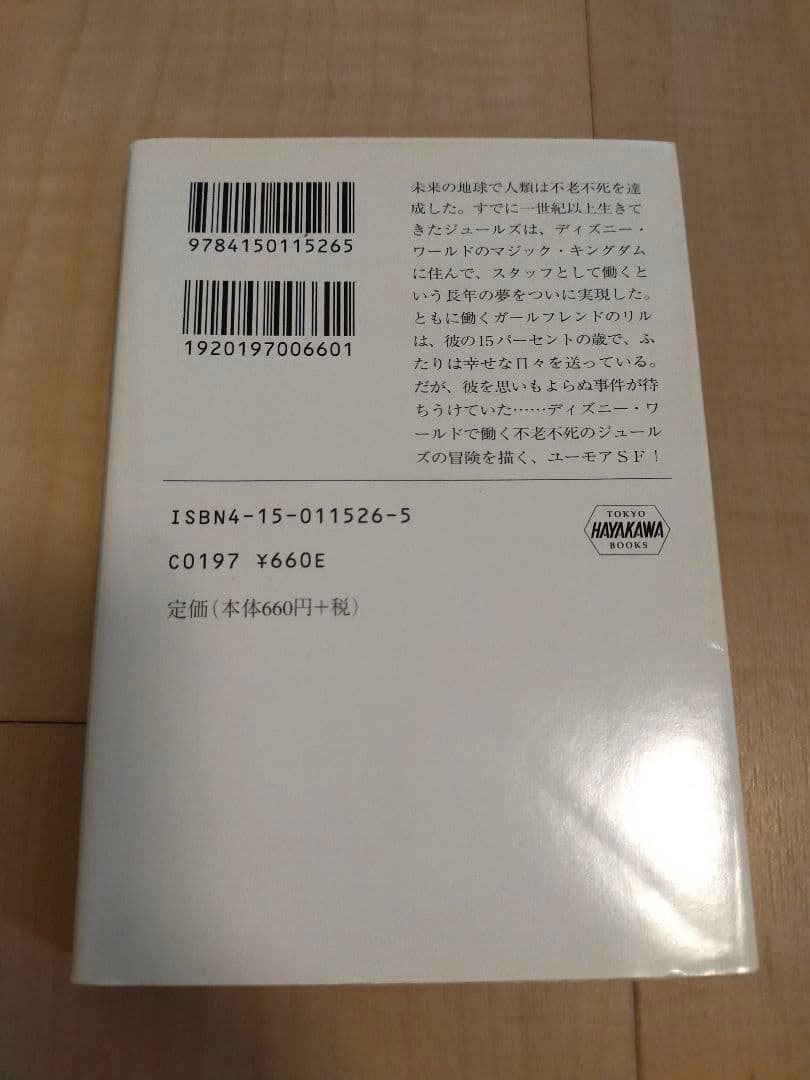 9784150115265
1920197006601
未来の地球で人類は不老不死を達
成した。すでに一世紀以上生きて
きたジュールズは、ディズニー・
ワールドのマジック・キングダム
に住んで、スタッフとして働くと
いう長年の夢をついに実現した。
ともに働くガールフレンドのリル
は、彼の15パーセントの歳で、ふ
たりは幸せな日々を送っている。
だが、彼を思いもよらぬ事件が待
ちうけていた……ディズニー・ワ
ールドで働く不老不死のジュール
ズの冒険を描く、ユーモアSF!
ISBN4-15-011526-5
C0197 ¥660E
定価(本体660円+税)
TOKYO
HAYAKAWA
BOOKS